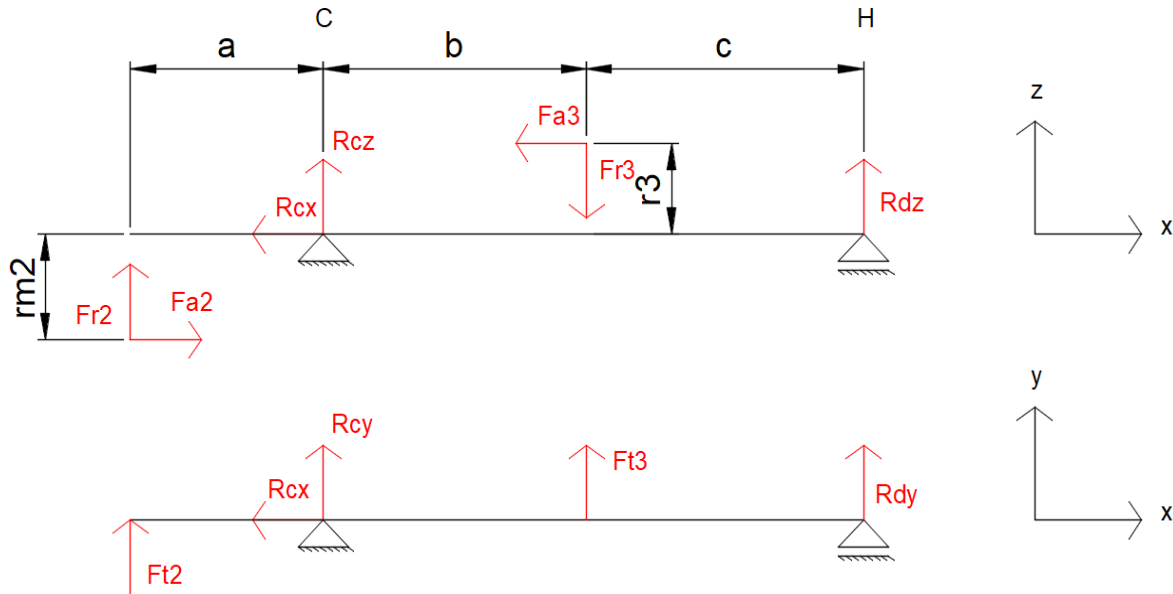 C
H
a
b
c
z
Fa3
Rcz
Fr3
r3
Rcx
Rdz
x
rm2
Fr2
Fa2
y
Rcy
Ft3
Rcx
Rdy
x
Ft2